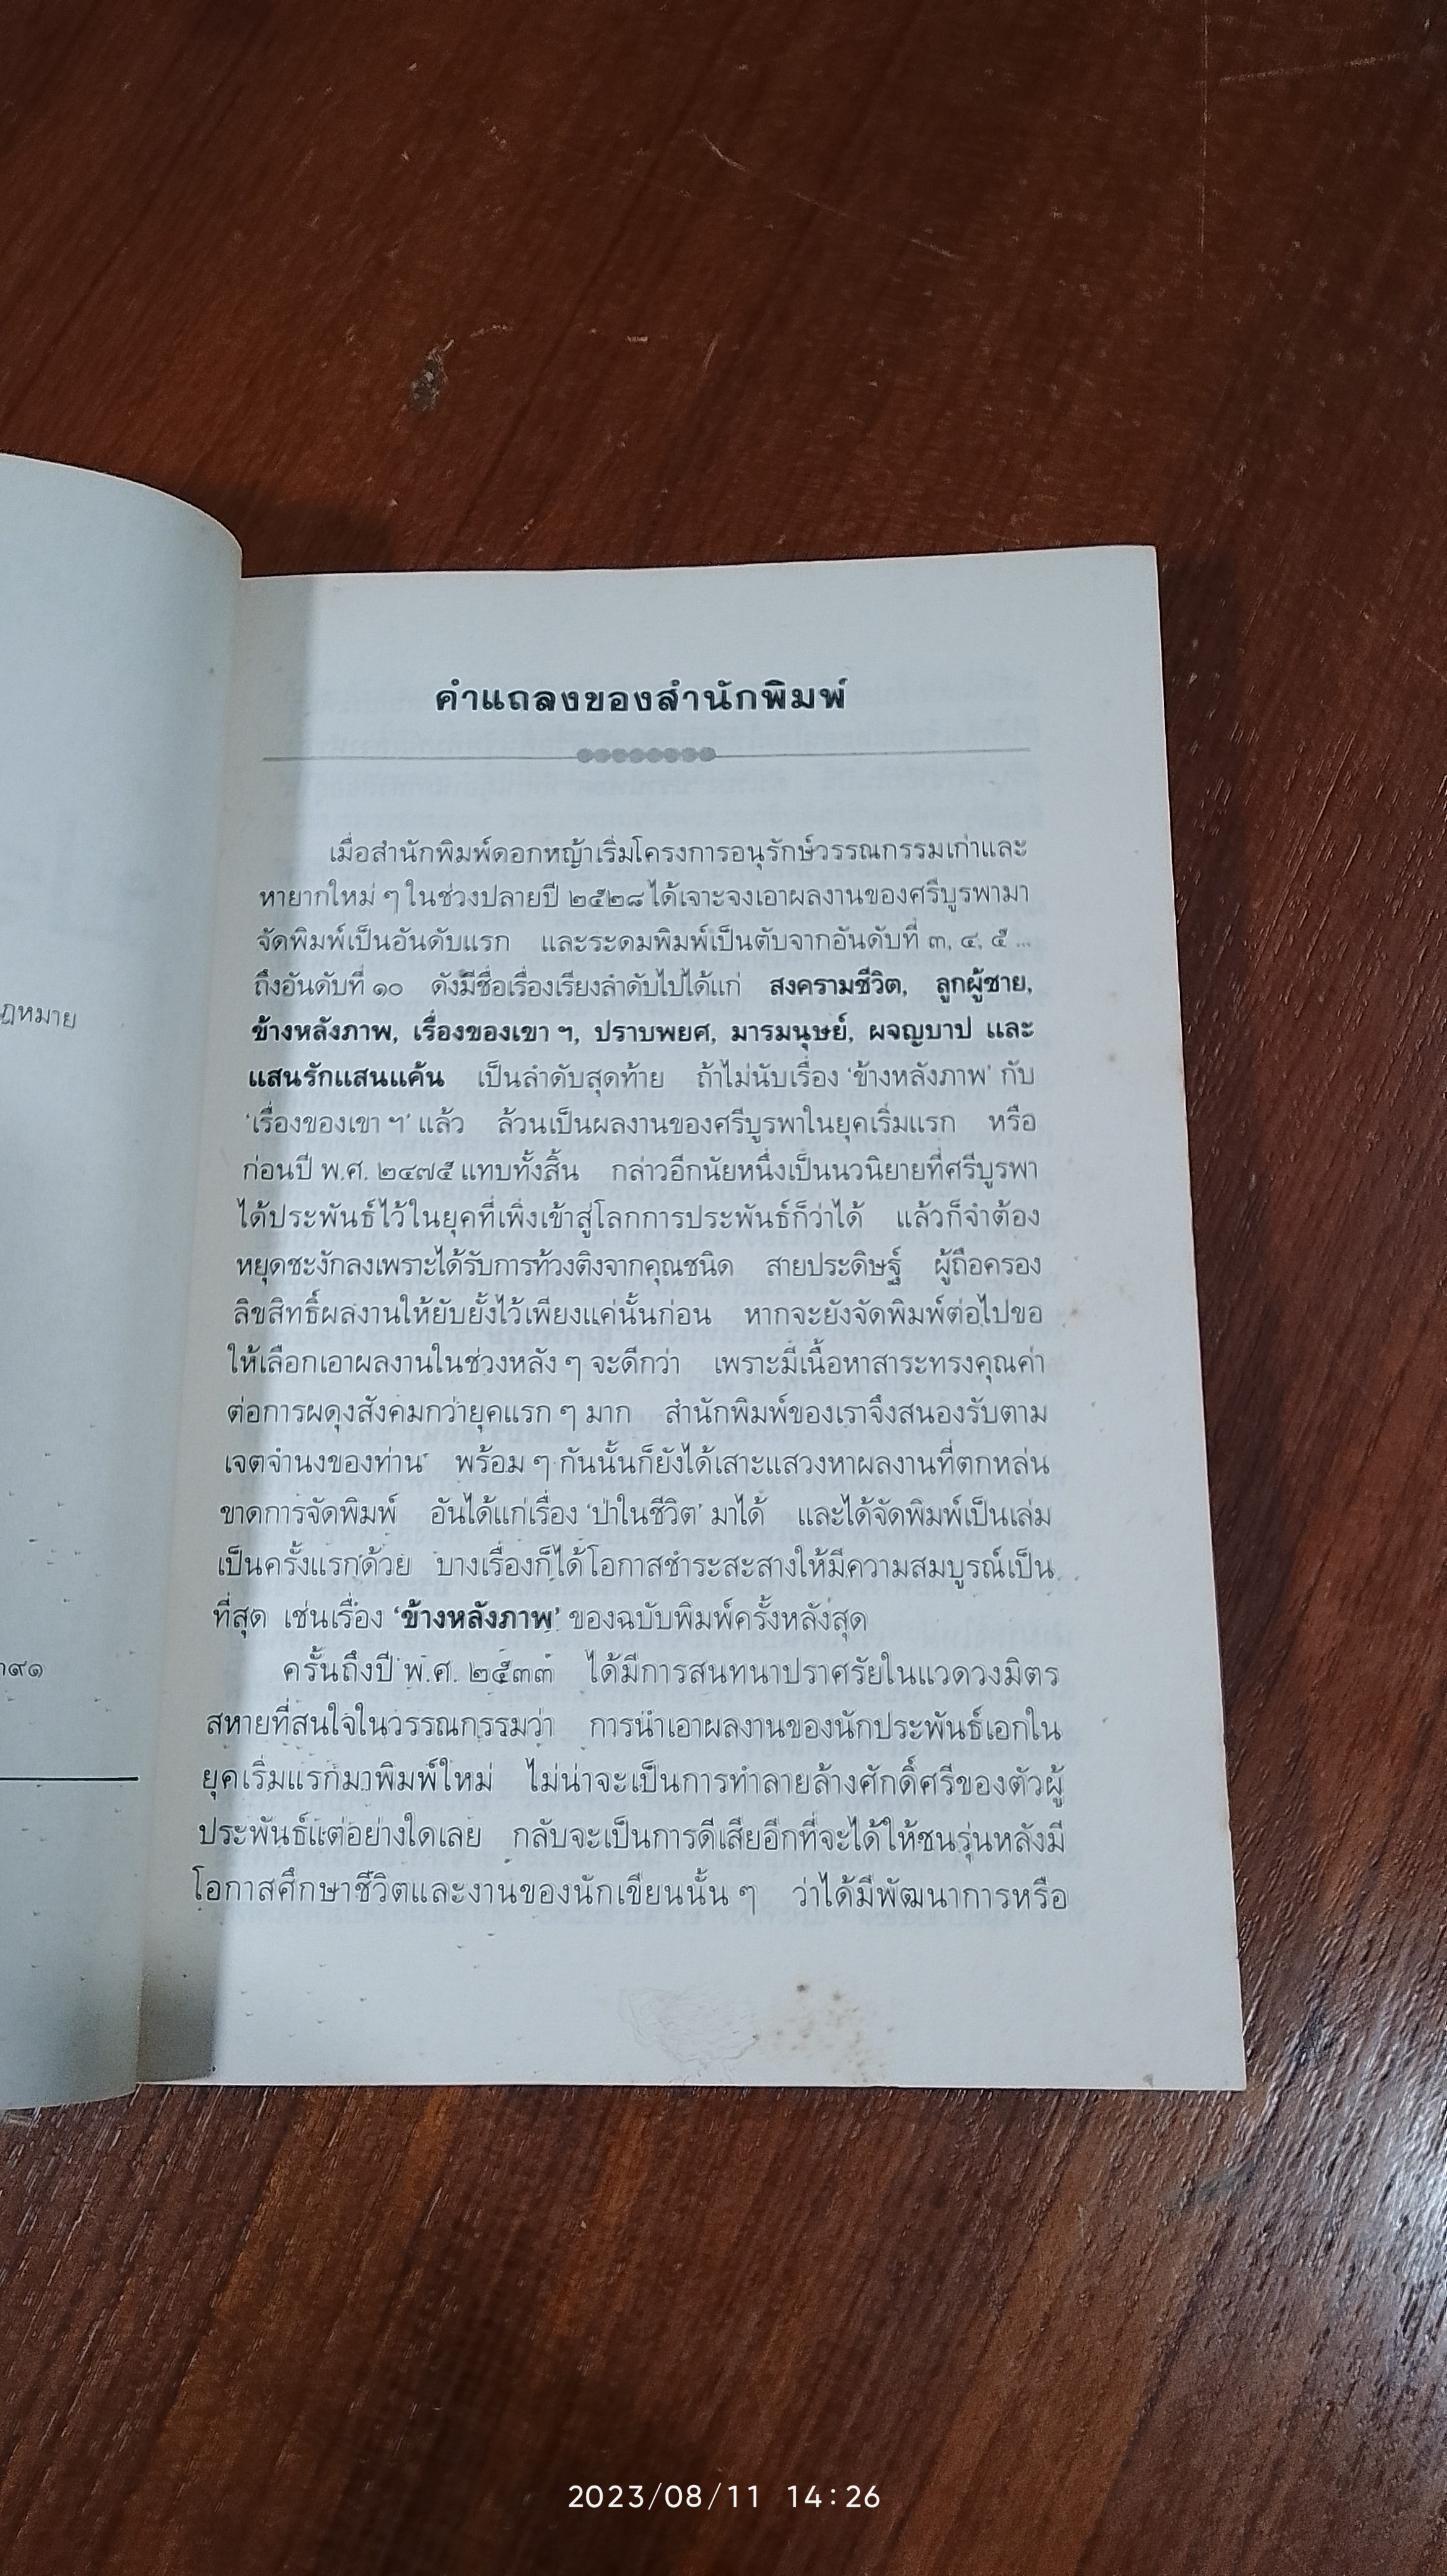 ฎหมาย
๑๙๑
คำแถลงของสำนักพิมพ์
เมื่อสำนักพิมพ์ดอกหญ้าเริ่มโครงการอนุรักษ์วรรณกรรมเก่าและ
หายากใหม่ ๆ ในช่วงปลายปี ๒๕๒๘ ได้เจาะจงเอาผลงานของศรีบูรพามา
จัดพิมพ์เป็นอันดับแรก และระดมพิมพ์เป็นตับจากอันดับที่ ๓, ๔, ๕ ...
ถึงอันดับที่ ๑๐ ดังมีชื่อเรื่องเรียงลำดับไปได้แก่ สงครามชีวิต, ลูกผู้ชาย,
ข้างหลังภาพ, เรื่องของเขา ฯ, ปราบพยศ, มารมนุษย์, ผจญบาป และ
แสนรักแสนแค้น เป็นลำดับสุดท้าย ถ้าไม่นับเรื่อง ‘ข้างหลังภาพ’ กับ
‘เรื่องของเขา ฯ’ แล้ว ล้วนเป็นผลงานของศรีบูรพาในยุคเริ่มแรก หรือ
ก่อนปี พ.ศ. ๒๔๗๕ แทบทั้งสิ้น กล่าวอีกนัยหนึ่งเป็นนวนิยายที่ศรีบูรพา
ได้ประพันธ์ไว้ในยุคที่เพิ่งเข้าสู่โลกการประพันธ์ก็ว่าได้ แล้วก็จำต้อง
หยุดชะงักลงเพราะได้รับการท้วงติงจากคุณชนิด สายประดิษฐ์ ผู้ถือครอง
ลิขสิทธิ์ผลงานให้ยับยั้งไว้เพียงแค่นั้นก่อน หากจะยังจัดพิมพ์ต่อไปขอ
ให้เลือกเอาผลงานในช่วงหลัง ๆ จะดีกว่า เพราะมีเนื้อหาสาระทรงคุณค่า
ต่อการผดุงสังคมกว่ายุคแรก ๆ มาก สำนักพิมพ์ของเราจึงสนองรับตาม
เจตจำนงของท่าน พร้อม ๆ กันนั้นก็ยังได้เสาะแสวงหาผลงานที่ตกหล่น
ขาดการจัดพิมพ์ อันได้แก่เรื่อง ‘ป่าในชีวิต’ มาได้ และได้จัดพิมพ์เป็นเล่ม
เป็นครั้งแรกด้วย บางเรื่องก็ได้โอกาสชำระสะสางให้มีความสมบูรณ์เป็น
ที่สุด เช่นเรื่อง ‘ข้างหลังภาพ’ ของฉบับพิมพ์ครั้งหลังสุด
ครั้นถึงปี พ.ศ. ๒๕๓๓ ได้มีการสนทนาปราศรัยในแวดวงมิตร
สหายที่สนใจในวรรณกรรมว่า การนำเอาผลงานของนักประพันธ์เอกใน
ยุคเริ่มแรกมาพิมพ์ใหม่ ไม่น่าจะเป็นการทำลายล้างศักดิ์ศรีของตัวผู้
ประพันธ์แต่อย่างใดเลย กลับจะเป็นการดีเสียอีกที่จะได้ให้ชนรุ่นหลังมี
โอกาสศึกษาชีวิตและงานของนักเขียนนั้น ๆ ว่าได้มีพัฒนาการหรือ
2023/08/11 14:26